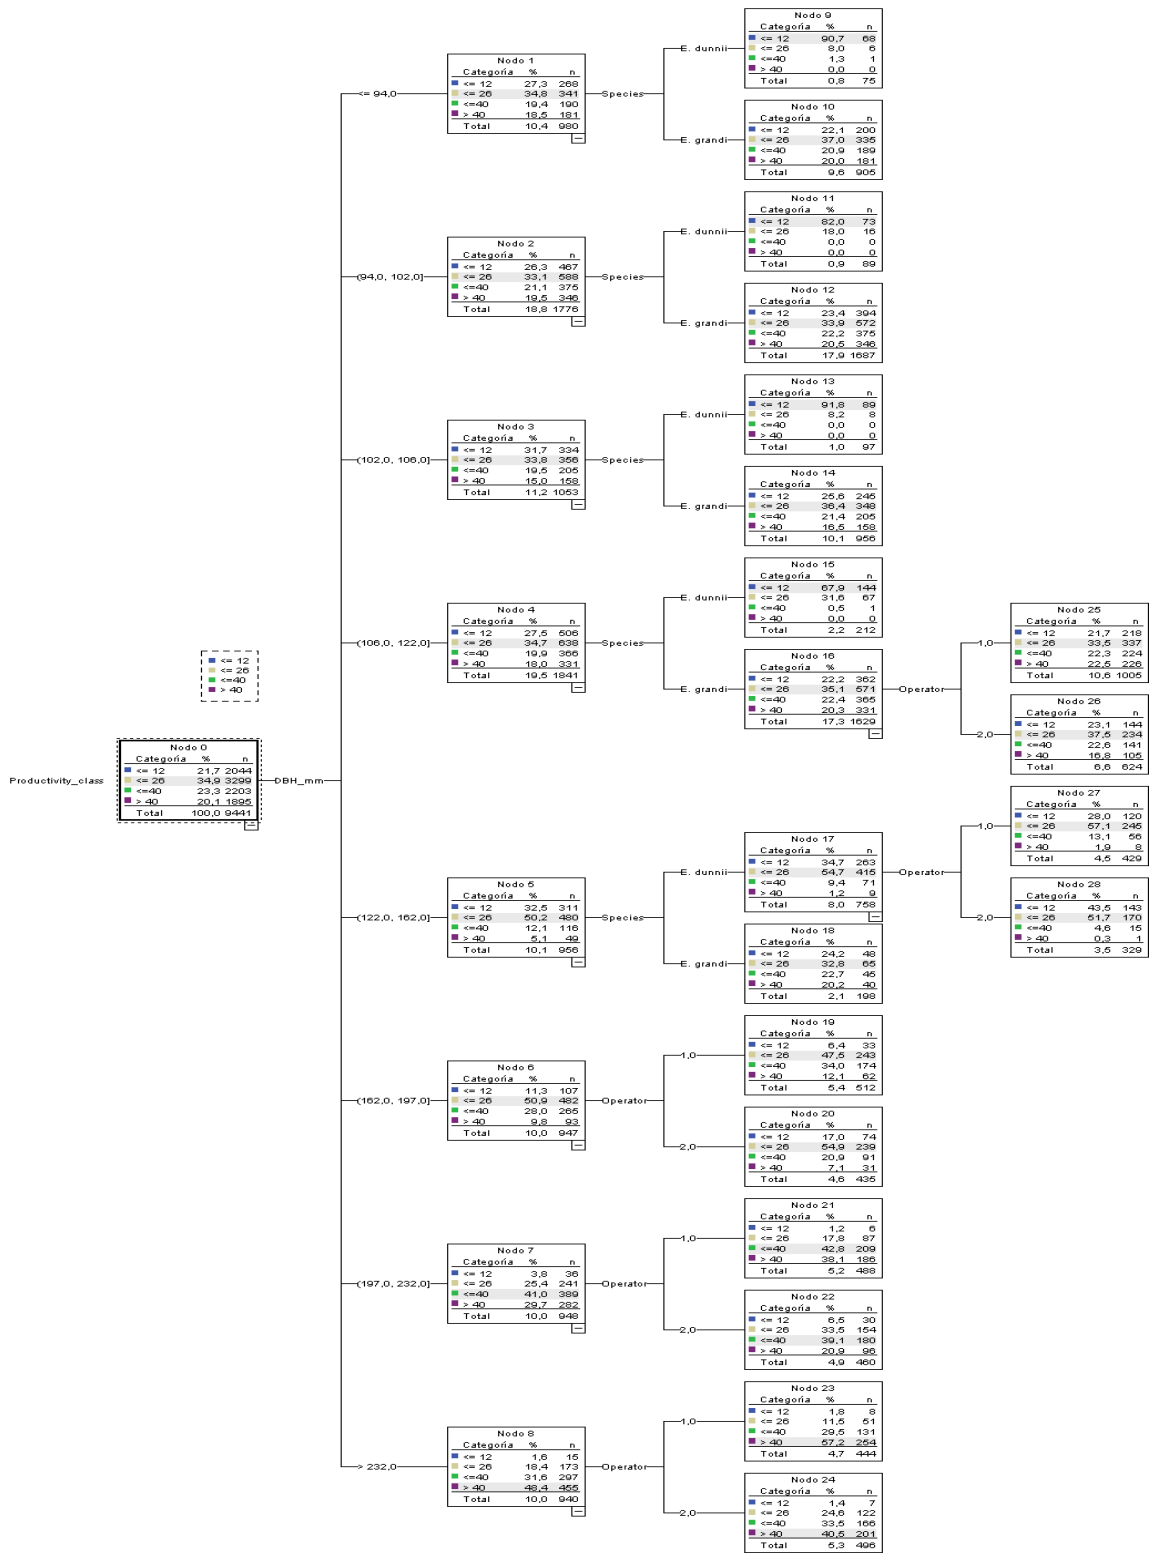 Productivity_class
<= 12
<= 26
<=40
> 40
Nodo 0
Categoría % n
<= 12 21,7 2044
<= 26 34,9 3299
<=40 23,3 2203
> 40 20,1 1895
Total 100,0 9441
DBH_mm
<= 94,0
Nodo 1
Categoría % n
<= 12 27,3 268
<= 26 34,8 341
<=40 19,4 190
> 40 18,5 181
Total 10,4 980
Species
E. dunnii
Nodo 9
Categoría % n
<= 12 90,7 68
<= 26 8,0 6
<=40 1,3 1
> 40 0,0 0
Total 0,8 75
E. grandi
Nodo 10
Categoría % n
<= 12 22,1 200
<= 26 37,0 335
<=40 20,9 189
> 40 20,0 181
Total 9,6 905
(94,0, 102,0]
Nodo 2
Categoría % n
<= 12 26,3 467
<= 26 33,1 588
<=40 21,1 375
> 40 19,5 346
Total 18,8 1776
Species
E. dunnii
Nodo 11
Categoría % n
<= 12 82,0 73
<= 26 18,0 16
<=40 0,0 0
> 40 0,0 0
Total 0,9 89
E. grandi
Nodo 12
Categoría % n
<= 12 23,4 394
<= 26 33,9 572
<=40 22,2 375
> 40 20,5 346
Total 17,9 1687
(102,0, 106,0]
Nodo 3
Categoría % n
<= 12 31,7 334
<= 26 33,8 356
<=40 19,5 205
> 40 15,0 158
Total 11,2 1053
Species
E. dunnii
Nodo 13
Categoría % n
<= 12 91,8 89
<= 26 8,2 8
<=40 0,0 0
> 40 0,0 0
Total 1,0 97
E. grandi
Nodo 14
Categoría % n
<= 12 25,6 245
<= 26 36,4 348
<=40 21,4 205
> 40 16,5 158
Total 10,1 956
(106,0, 122,0]
Nodo 4
Categoría % n
<= 12 27,5 506
<= 26 34,7 638
<=40 19,9 366
> 40 18,0 331
Total 19,5 1841
Species
E. dunnii
Nodo 15
Categoría % n
<= 12 67,9 144
<= 26 31,6 67
<=40 0,5 1
> 40 0,0 0
Total 2,2 212
E. grandi
Nodo 16
Categoría % n
<= 12 22,2 362
<= 26 35,1 571
<=40 22,4 365
> 40 20,3 331
Total 17,3 1629
Operator
1,0
Nodo 25
Categoría % n
<= 12 21,7 218
<= 26 33,5 337
<=40 22,3 224
> 40 22,5 226
Total 10,6 1005
2,0
Nodo 26
Categoría % n
<= 12 23,1 144
<= 26 37,5 234
<=40 22,6 141
> 40 16,8 105
Total 6,6 624
(122,0, 162,0]
Nodo 5
Categoría % n
<= 12 32,5 311
<= 26 50,2 480
<=40 12,1 116
> 40 5,1 49
Total 10,1 956
Species
E. dunnii
Nodo 17
Categoría % n
<= 12 34,7 263
<= 26 54,7 415
<=40 9,4 71
> 40 1,2 9
Total 8,0 758
Operator
1,0
Nodo 27
Categoría % n
<= 12 28,0 120
<= 26 57,1 245
<=40 13,1 56
> 40 1,9 8
Total 4,5 429
2,0
Nodo 28
Categoría % n
<= 12 43,5 143
<= 26 51,7 170
<=40 4,6 15
> 40 0,3 1
Total 3,5 329
E. grandi
Nodo 18
Categoría % n
<= 12 24,2 48
<= 26 32,8 65
<=40 22,7 45
> 40 20,2 40
Total 2,1 198
(162,0, 197,0]
Nodo 6
Categoría % n
<= 12 11,3 107
<= 26 50,9 482
<=40 28,0 265
> 40 9,8 93
Total 10,0 947
Operator
1,0
Nodo 19
Categoría % n
<= 12 6,4 33
<= 26 47,5 243
<=40 34,0 174
> 40 12,1 62
Total 5,4 512
2,0
Nodo 20
Categoría % n
<= 12 17,0 74
<= 26 54,9 239
<=40 20,9 91
> 40 7,1 31
Total 4,6 435
(197,0, 232,0]
Nodo 7
Categoría % n
<= 12 3,8 36
<= 26 25,4 241
<=40 41,0 389
> 40 29,7 282
Total 10,0 948
Operator
1,0
Nodo 21
Categoría % n
<= 12 1,2 6
<= 26 17,8 87
<=40 42,8 209
> 40 38,1 186
Total 5,2 488
2,0
Nodo 22
Categoría % n
<= 12 6,5 30
<= 26 33,5 154
<=40 39,1 180
> 40 20,9 96
Total 4,9 460
> 232,0
Nodo 8
Categoría % n
<= 12 1,6 15
<= 26 18,4 173
<=40 31,6 297
> 40 48,4 455
Total 10,0 940
Operator
1,0
Nodo 23
Categoría % n
<= 12 1,8 8
<= 26 11,5 51
<=40 29,5 131
> 40 57,2 254
Total 4,7 444
2,0
Nodo 24
Categoría % n
<= 12 1,4 7
<= 26 24,6 122
<=40 33,5 166
> 40 40,5 201
Total 5,3 496